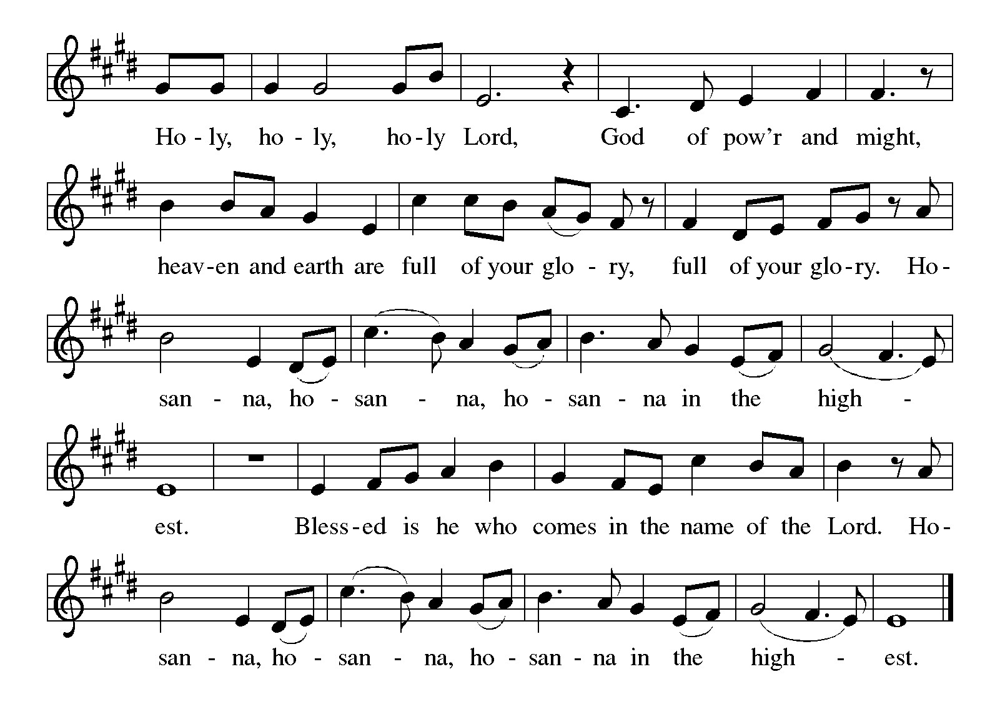 Ho - ly, ho - ly, ho - ly Lord, God of pow’r and might,
heav - en and earth are full of your glo - ry, full of your glo - ry. Ho -
san - na, ho - san - na, ho - san - na in the high -
est. Bless - ed is he who comes in the name of the Lord. Ho -
san - na, ho - san - na, ho - san - na in the high - est.